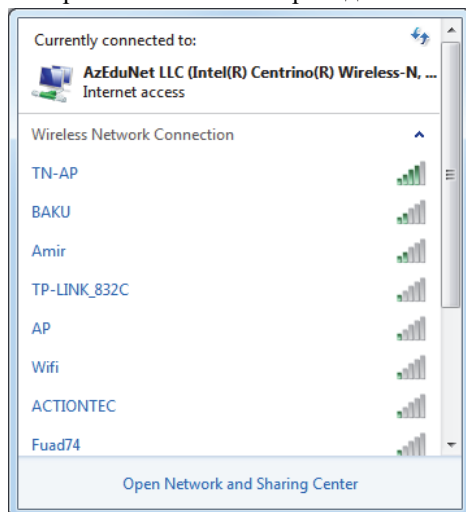 Currently connected to:
AzEduNet LLC (Intel(R) Centrino(R) Wireless-N, ...
Internet access
Wireless Network Connection
TN-AP
BAKU
Amir
TP-LINK_832C
AP
Wifi
ACTIONTEC
Fuad74
Open Network and Sharing Center